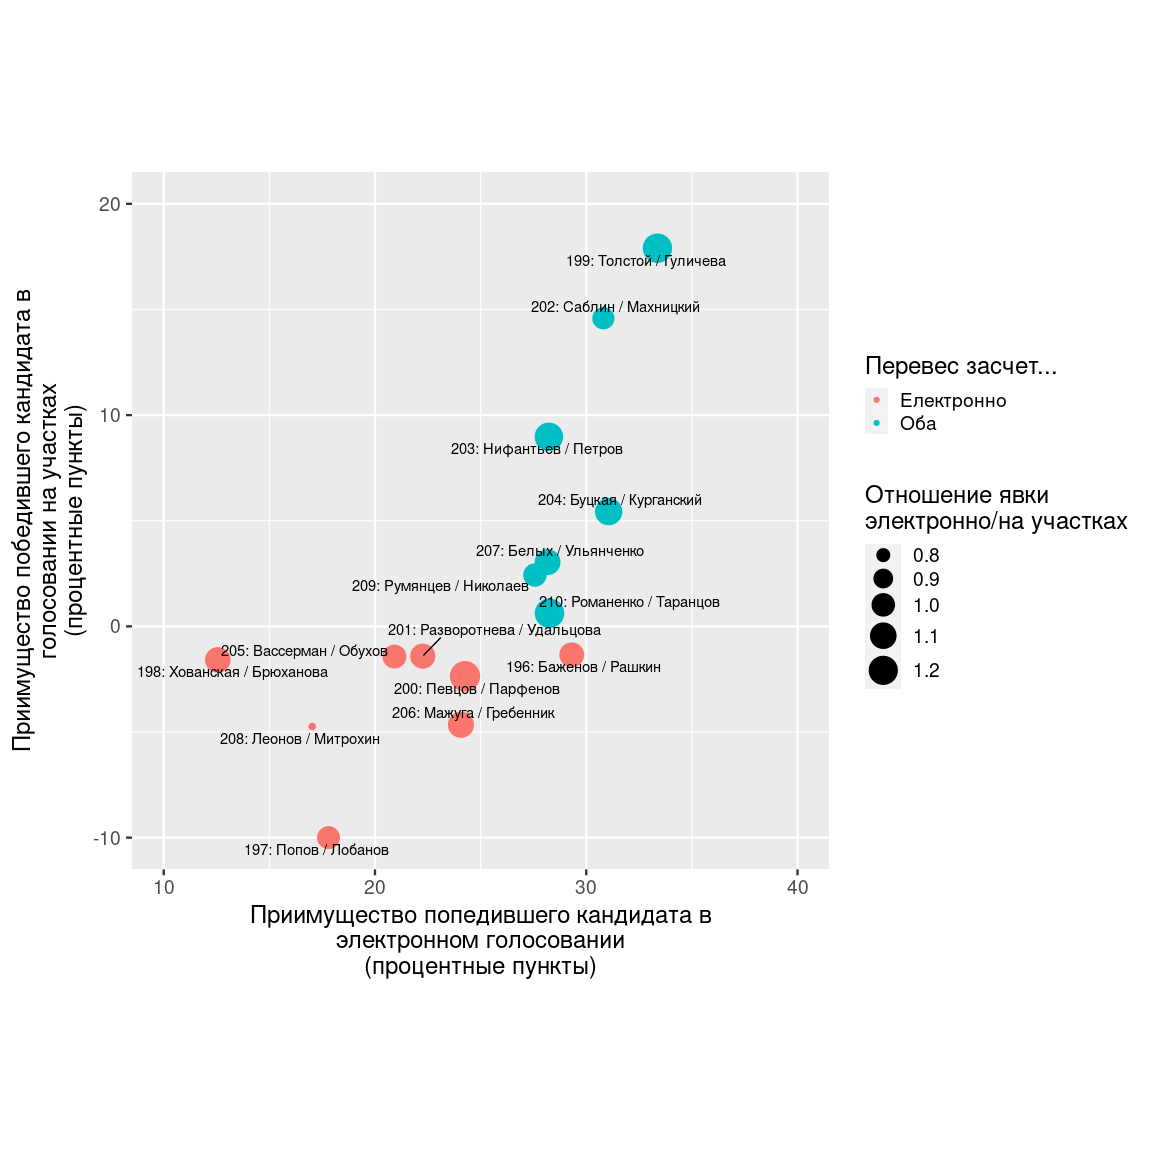 Приимущество победившего кандидата в
голосовании на участках
(процентные пункты)
20
10
0
-10
199: Толстой / Гуличева
202: Саблин / Махницкий
203: Нифантьев / Петров
204: Буцкая / Курганский
207: Белых / Ульянченко
209: Румянцев / Николаев
210: Романенко / Таранцов
201: Разворотнева / Удальцова
205: Вассерман / Обухов
196: Баженов / Рашкин
198: Хованская / Брюханова
200: Певцов / Парфенов
206: Мажуга / Гребенник
208: Леонов / Митрохин
197: Попов / Лобанов
10
20
30
40
Приимущество попедившего кандидата в
электронном голосовании
(процентные пункты)
Перевес засчет...
Електронно
Оба
Отношение явки
электронно/на участках
0.8
0.9
1.0
1.1
1.2